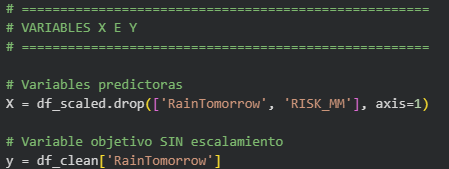 # ====================================================
# VARIABLES X E Y
# ====================================================
# Variables predictoras
X = df_scaled.drop(['RainTomorrow', 'RISK_MM'], axis=1)
# Variable objetivo SIN escalamiento
y = df_clean['RainTomorrow']